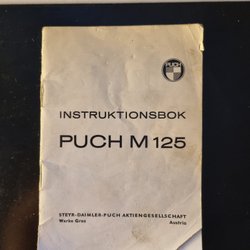 PUCH
INSTRUKTIONSBOK
PUCH M 125
STEYR-DAIMLER-PUCH AKTIENGESELLSCHAFT
Werke Graz Austria